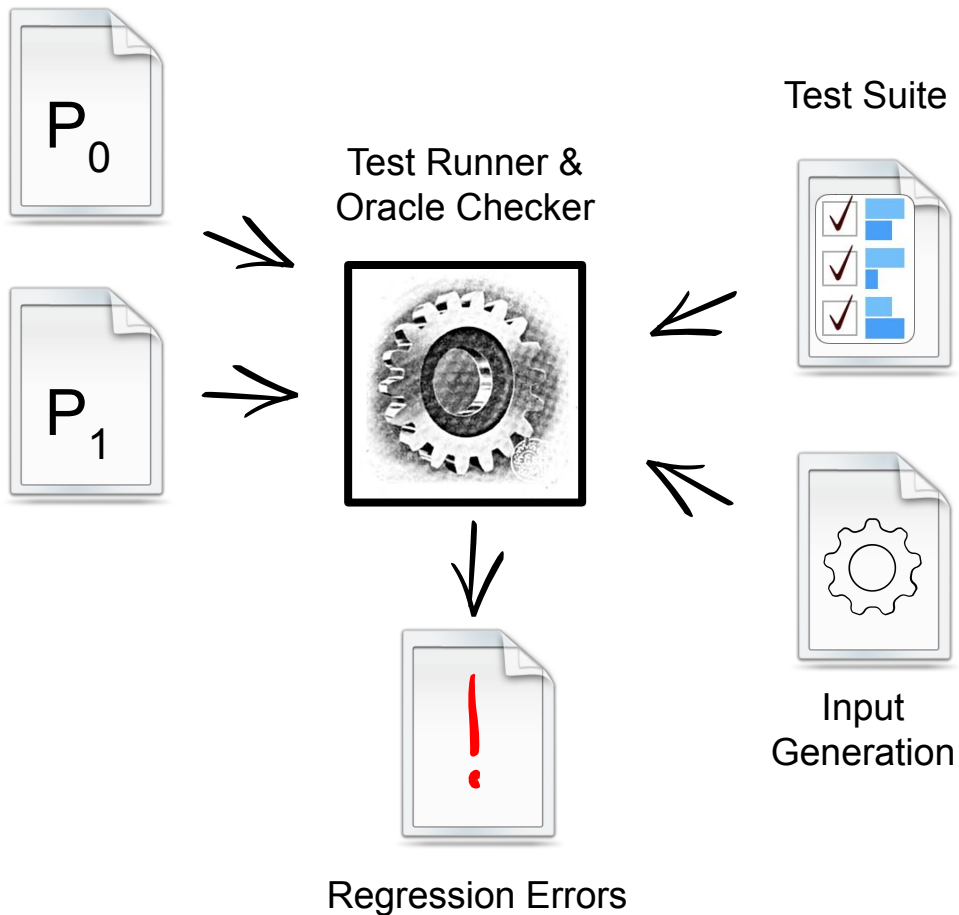 P0
Test Suite
Test Runner &
Oracle Checker
P1
Input
Generation
!
Regression Errors